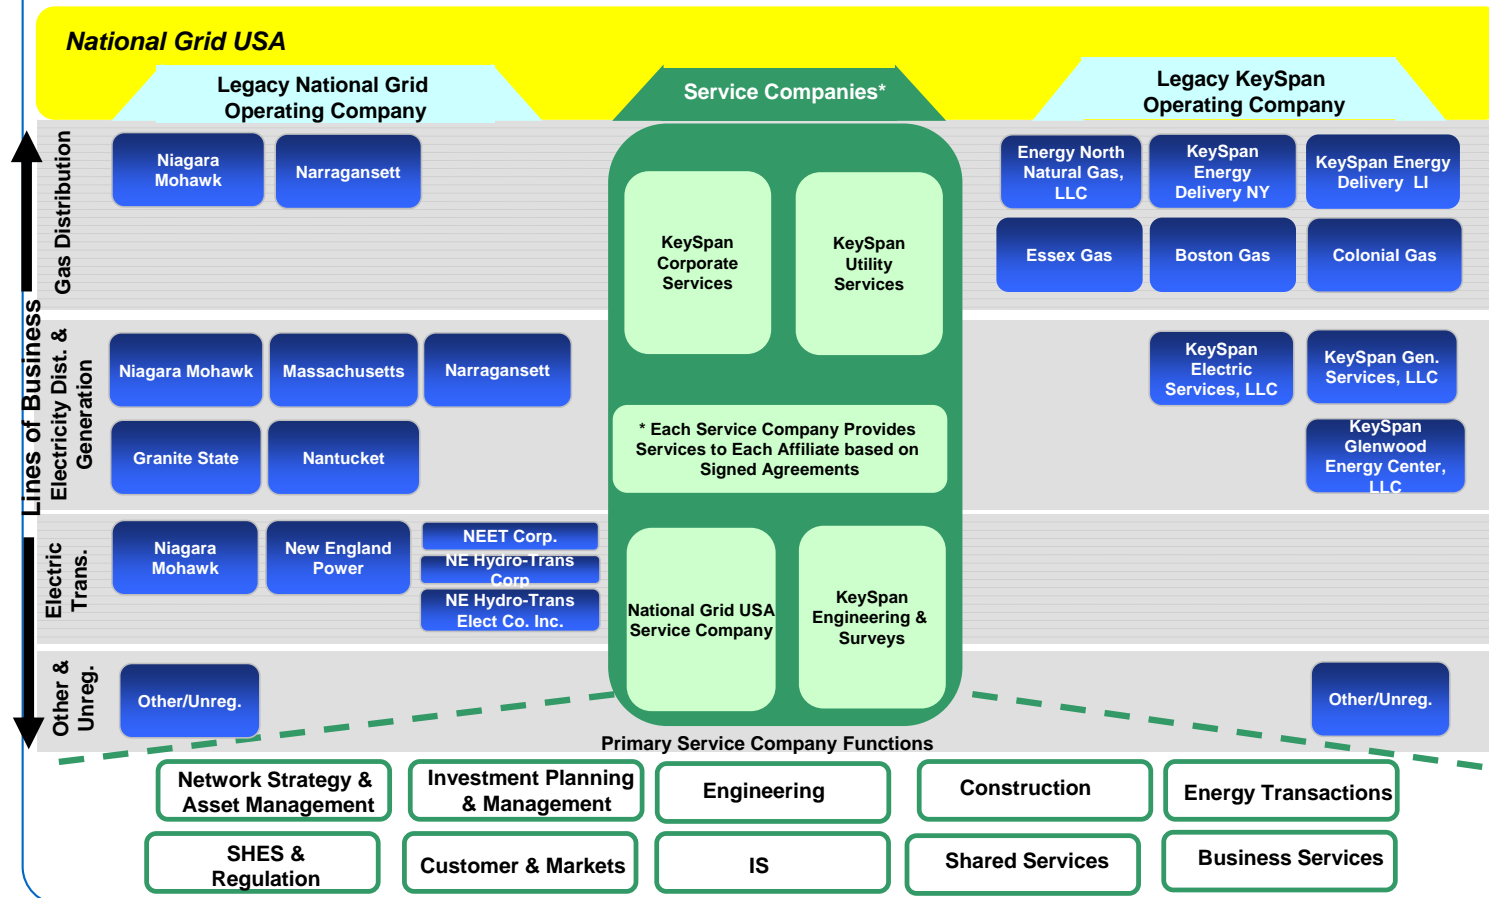 National Grid USA
Legacy National Grid
Operating Company
Service Companies*
Legacy KeySpan
Operating Company
Lines of Business
Gas Distribution
Niagara
Mohawk
Narragansett
KeySpan
Corporate
Services
KeySpan
Utility
Services
Energy North
Natural Gas,
LLC
KeySpan
Energy
Delivery NY
KeySpan Energy
Delivery LI
Essex Gas
Boston Gas
Colonial Gas
Electricity Dist. &
Generation
Niagara Mohawk
Massachusetts
Narragansett
Granite State
Nantucket
* Each Service Company Provides
Services to Each Affiliate based on
Signed Agreements
KeySpan
Electric
Services, LLC
KeySpan Gen.
Services, LLC
KeySpan
Glenwood
Energy Center,
LLC
Electric
Trans.
Niagara
Mohawk
New England
Power
NEET Corp.
NE Hydro-Trans
Corp
NE Hydro-Trans
Elect Co. Inc.
National Grid USA
Service Company
KeySpan
Engineering &
Surveys
Other &
Unreg.
Other/Unreg.
Other/Unreg.
Primary Service Company Functions
Network Strategy &
Asset Management
Investment Planning
& Management
Engineering
Construction
Energy Transactions
SHES &
Regulation
Customer & Markets
IS
Shared Services
Business Services